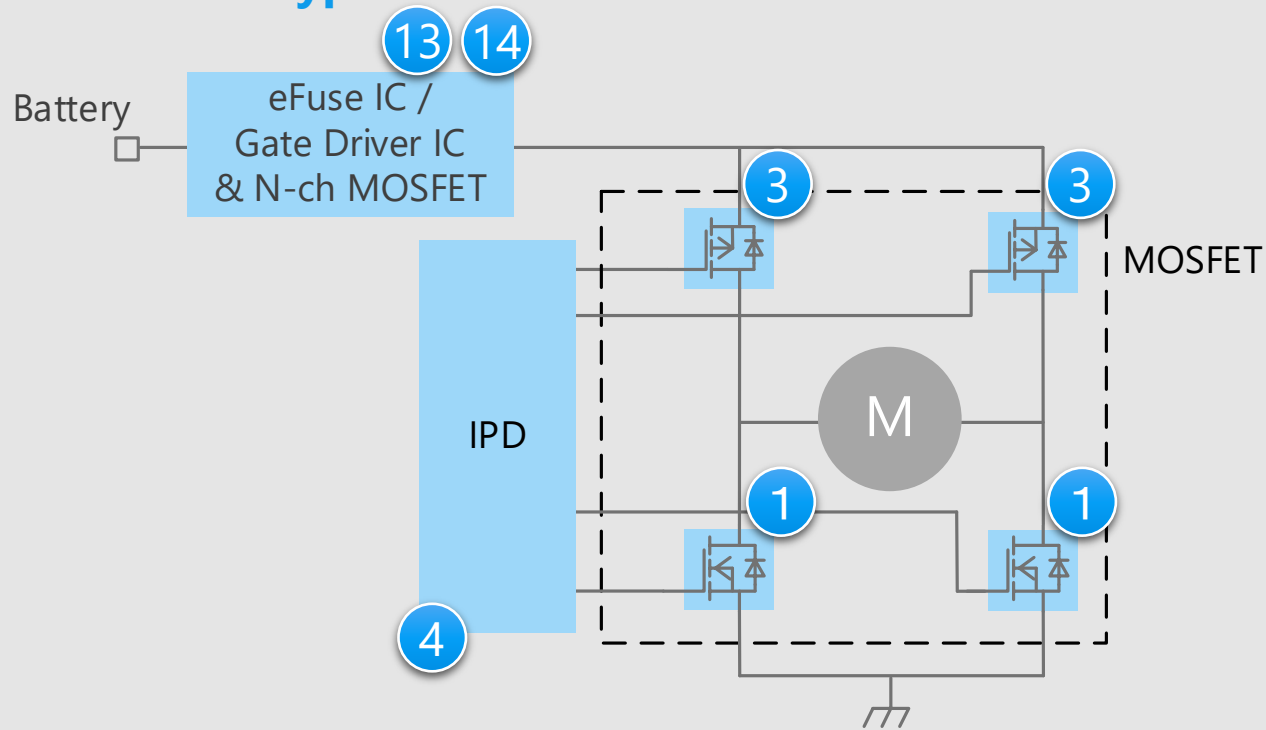 13
14
Battery
eFuse IC /
Gate Driver IC
& N-ch MOSFET
3
3
MOSFET
M
IPD
1
1
4